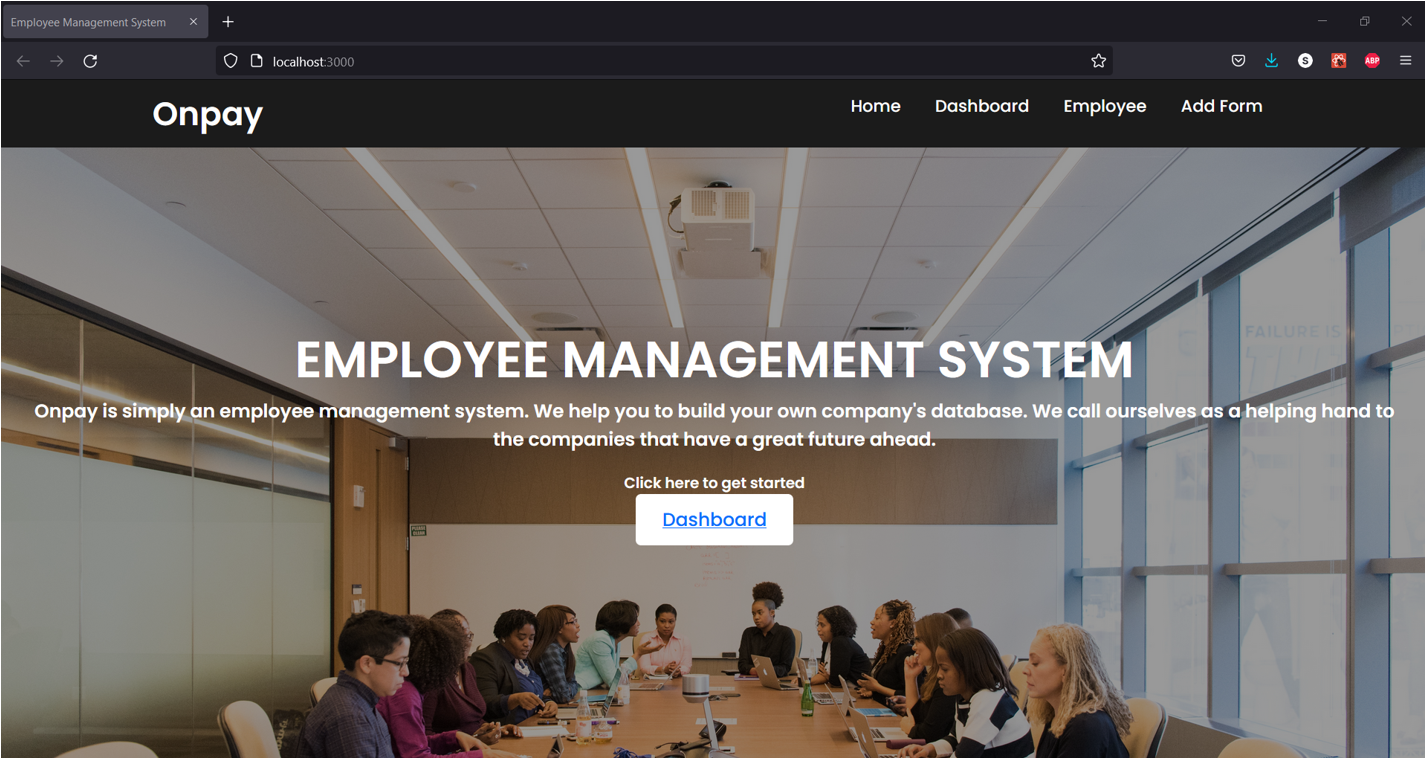 Employee Management System
localhost:3000
S
ABP
Onpay
Home Dashboard Employee Add Form
FAILURE IS
EMPLOYEE MANAGEMENT SYSTEM
Onpay is simply an employee management system. We help you to build your own company's database. We call ourselves as a helping hand to
the companies that have a great future ahead.
Click here to get started
Dashboard